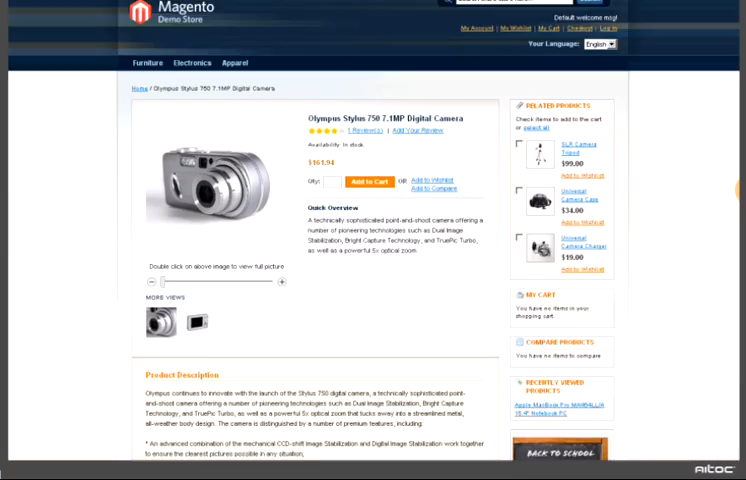 Magento
Demo Store
Default welcome msg!
My Account | My Wishlist | My Cart | Checkout | Log In
Your Language: English
Furniture Electronics Apparel
Home / Olympus Stylus 750 7.1MP Digital Camera
Olympus Stylus 750 7.1MP Digital Camera
1 Review(s) | Add Your Review
Availability: In stock.
$161.94
Qty: Add to Cart OR Add to Wishlist
Add to Compare
Quick Overview
A technically sophisticated point-and-shoot camera offering a
number of pioneering technologies such as Dual Image
Stabilization, Bright Capture Technology, and TruePic Turbo,
as well as a powerful 5x optical zoom.
Double click on above image to view full picture
MORE VIEWS
Product Description
Olympus continues to innovate with the launch of the Stylus 750 digital camera, a technically sophisticated point-
and-shoot camera offering a number of pioneering technologies such as Dual Image Stabilization, Bright Capture
Technology, and TruePic Turbo, as well as a powerful 5x optical zoom that tucks away into a streamlined metal,
all-weather body design. The camera is distinguished by a number of premium features, including:
* An advanced combination of the mechanical CCD-shift Image Stabilization and Digital Image Stabilization work together
to ensure the clearest pictures possible in any situation;
RELATED PRODUCTS
Check items to add to the cart
or select all
SLR Camera
Tripod
$99.00
Add to Wishlist
Universal
Camera Case
$34.00
Add to Wishlist
Universal
Camera Charger
$19.00
Add to Wishlist
MY CART
You have no items in your
shopping cart.
COMPARE PRODUCTS
You have no items to compare.
RECENTLY VIEWED
PRODUCTS
Apple MacBook Pro MA464LL/A
15.4" Notebook PC
BACK TO SCHOOL
AITOC